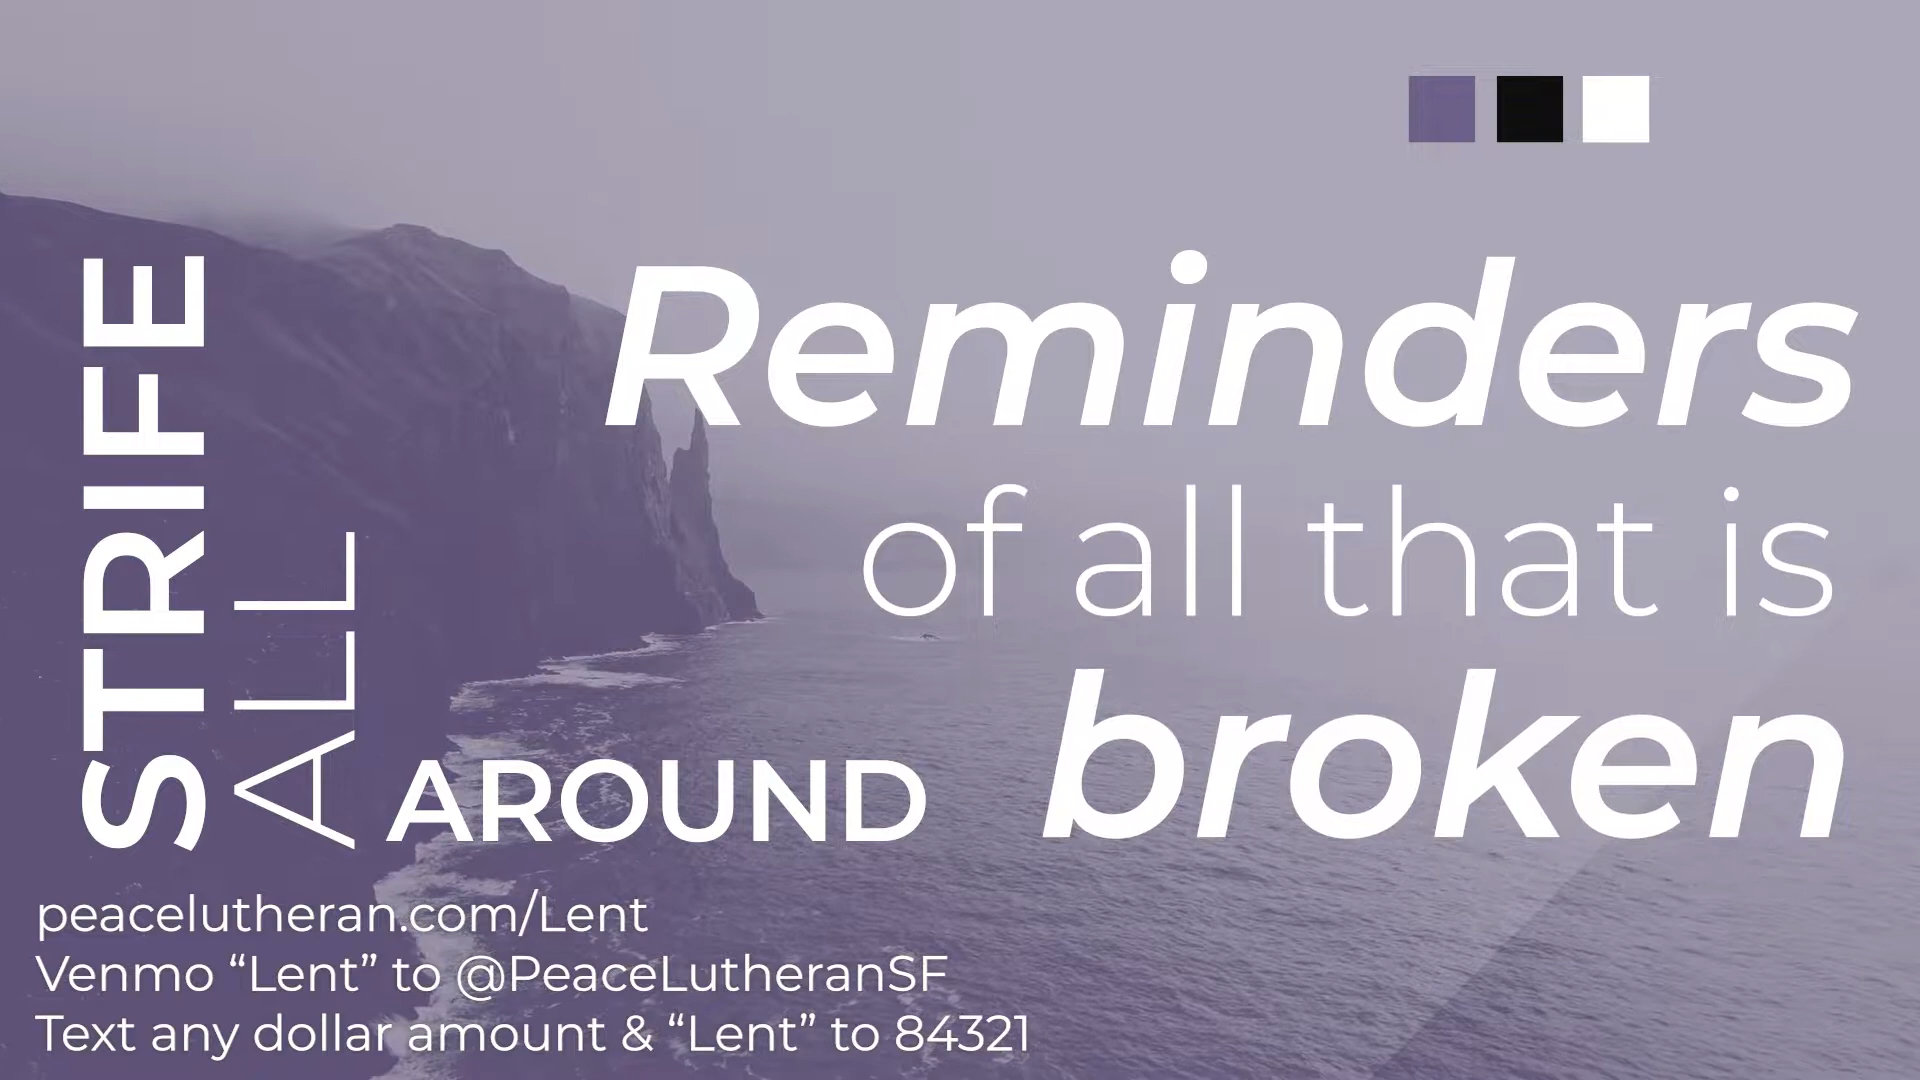 STRIFE
ALL
AROUND
Reminders
of all that is
broken
peacelutheran.com/Lent
Venmo “Lent” to @PeaceLutheranSF
Text any dollar amount & “Lent” to 84321